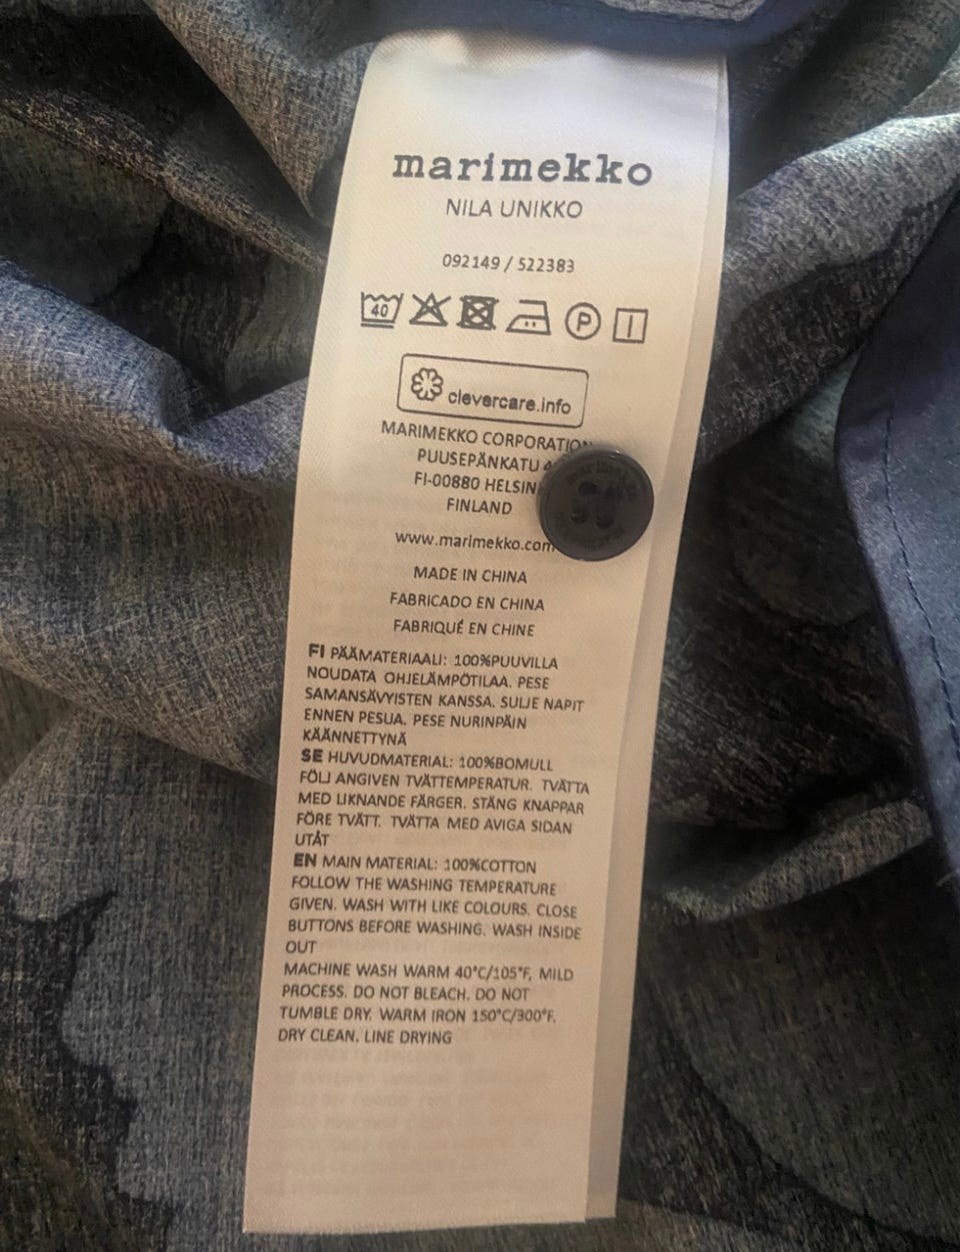 marimekko
NILA UNIKKO
092149 / 522383
40 P
clevercare.info
MARIMEKKO CORPORATION
PUUSEPÄNKATU
FI-00880 HELSIN
FINLAND
www.marimekko.com
MADE IN CHINA
FABRICADO EN CHINA
FABRIQUÉ EN CHINE
FI PÄÄMATERIAALI: 100%PUUVILLA
NOUDATA OHJELÄMPÖTILAA. PESE
SAMANSÄVYISTEN KANSSA. SULJE NAPIT
ENNEN PESUA. PESE NURINPÄIN
KÄÄNNETTYNÄ
SE HUVUDMATERIAL: 100%BOMULL
FÖLJ ANGIVEN TVÄTTEMPERATUR. TVÄTTA
MED LIKNANDE FÄRGER. STÄNG KNAPPAR
FÖRE TVÄTT. TVÄTTA MED AVIGA SIDAN
UTÅT
EN MAIN MATERIAL: 100%COTTON
FOLLOW THE WASHING TEMPERATURE
GIVEN. WASH WITH LIKE COLOURS. CLOSE
BUTTONS BEFORE WASHING. WASH INSIDE
OUT
MACHINE WASH WARM 40°C/105°F, MILD
PROCESS. DO NOT BLEACH. DO NOT
TUMBLE DRY. WARM IRON 150°C/300°F.
DRY CLEAN. LINE DRYING